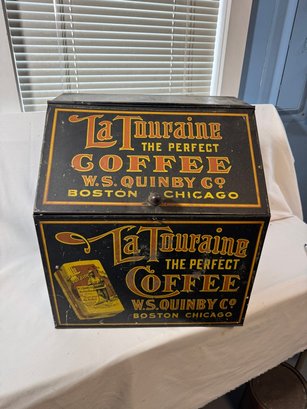 La Touraine
THE PERFECT
COFFEE
W.S. QUINBY Co
BOSTON CHICAGO
La Touraine
THE PERFECT
COFFEE
W.S. QUINBY Co
BOSTON CHICAGO